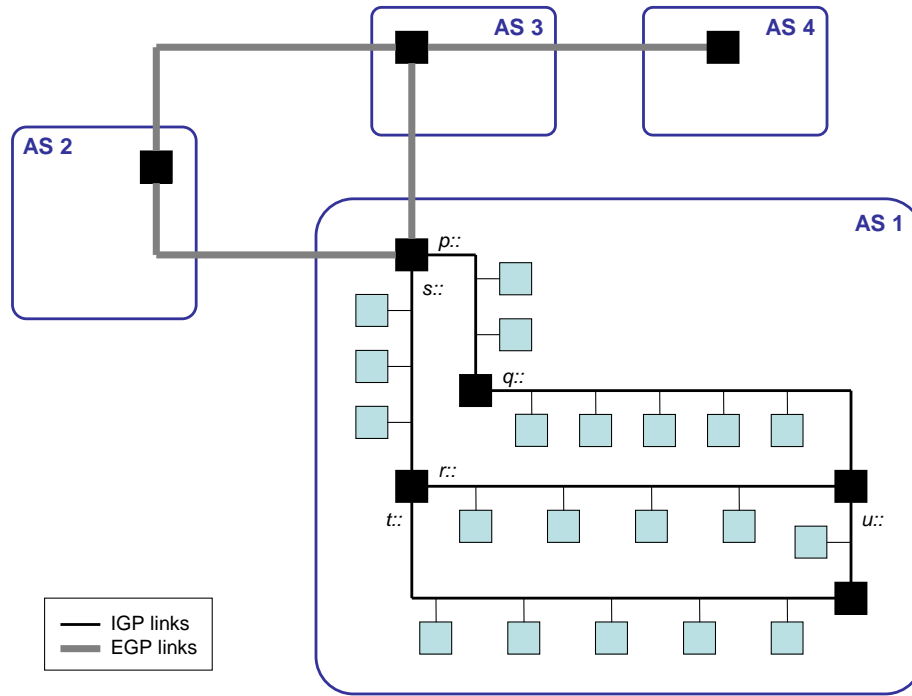 AS 3
AS 4
AS 2
AS 1
p::
s::
q::
r::
t::
u::
IGP links
EGP links